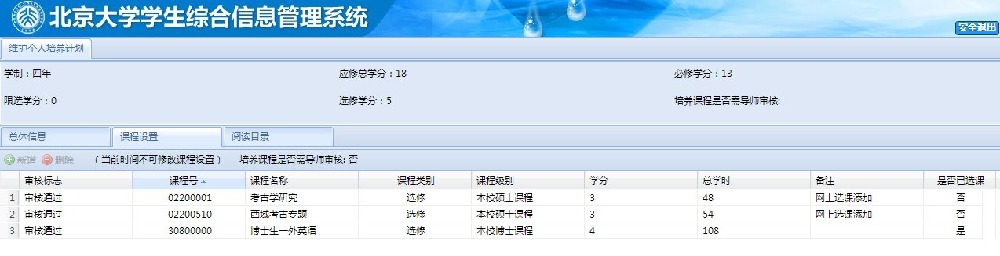 北京大学学生综合信息管理系统
安全退出
维护个人培养计划
学制：四年 应修总学分：18 必修学分：13
限选学分：0 选修学分：5 培养课程是否需导师审核:
总体信息 课程设置 阅读目录
新增 删除 （当前时间不可修改课程设置） 培养课程是否需导师审核: 否
审核标志 课程号 课程名称 课程类别 课程级别 学分 总学时 备注 是否已选课
1 审核通过 02200001 考古学研究 选修 本校硕士课程 3 48 网上选课添加 否
2 审核通过 02200510 西域考古专题 选修 本校硕士课程 3 54 网上选课添加 否
3 审核通过 30800000 博士生一外英语 选修 本校博士课程 4 108 是